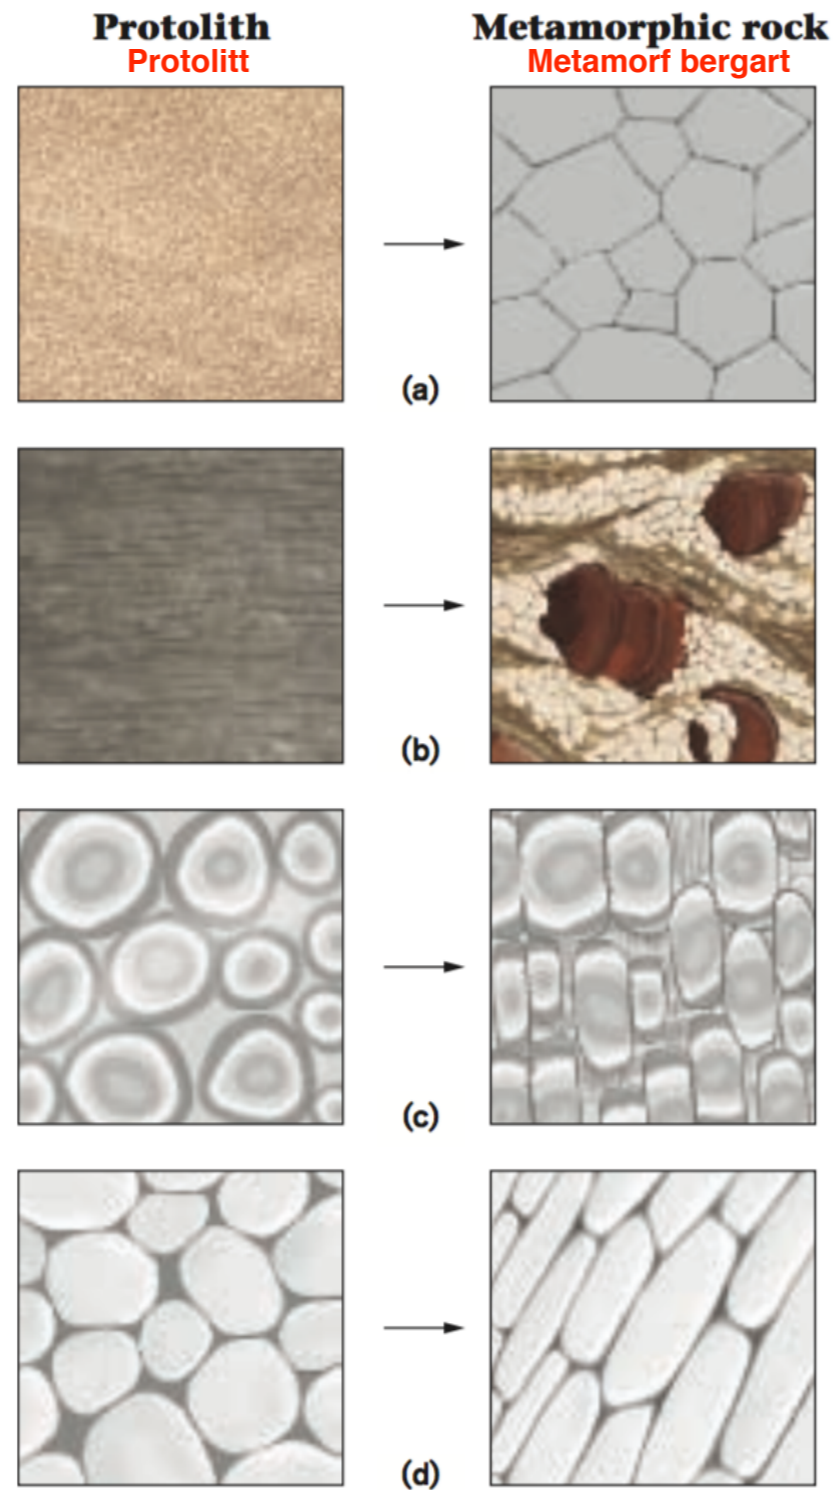 Protolith
Metamorphic rock
Protolitt
Metamorf bergart
(a)
(b)
(c)
(d)